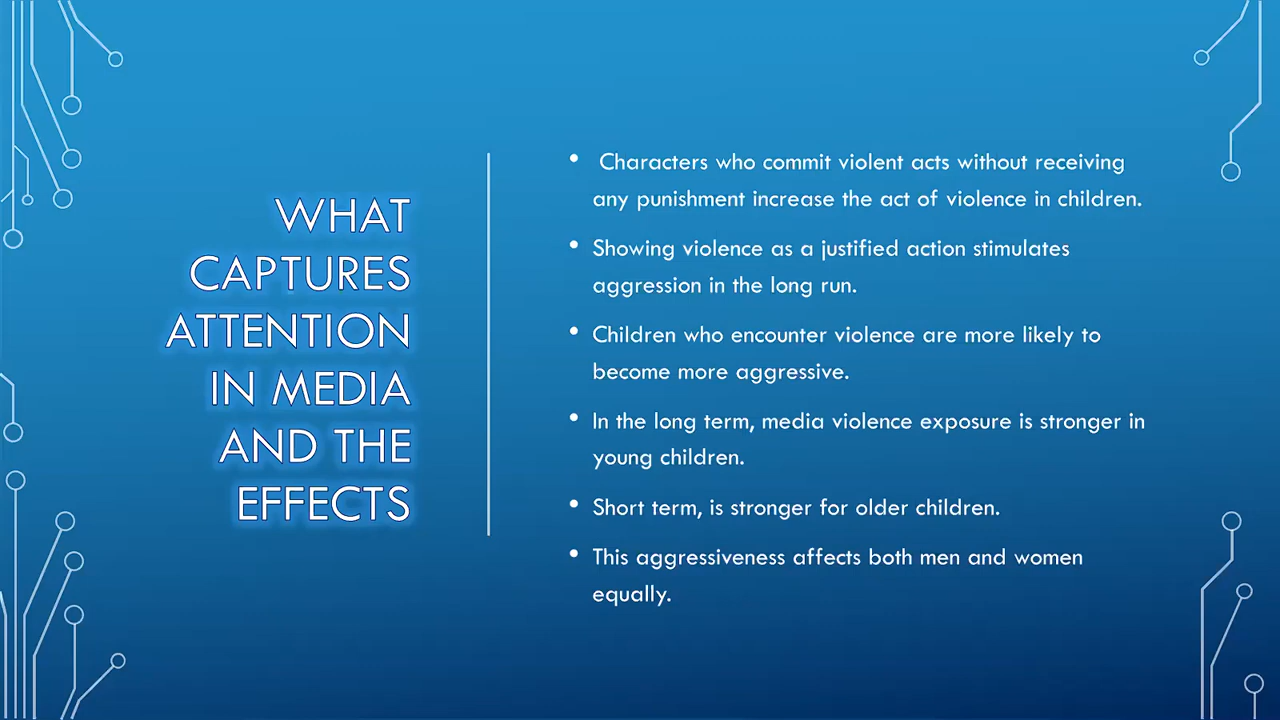 WHAT
CAPTURES
ATTENTION
IN MEDIA
AND THE
EFFECTS
• Characters who commit violent acts without receiving
any punishment increase the act of violence in children.
• Showing violence as a justified action stimulates
aggression in the long run.
• Children who encounter violence are more likely to
become more aggressive.
• In the long term, media violence exposure is stronger in
young children.
• Short term, is stronger for older children.
• This aggressiveness affects both men and women
equally.